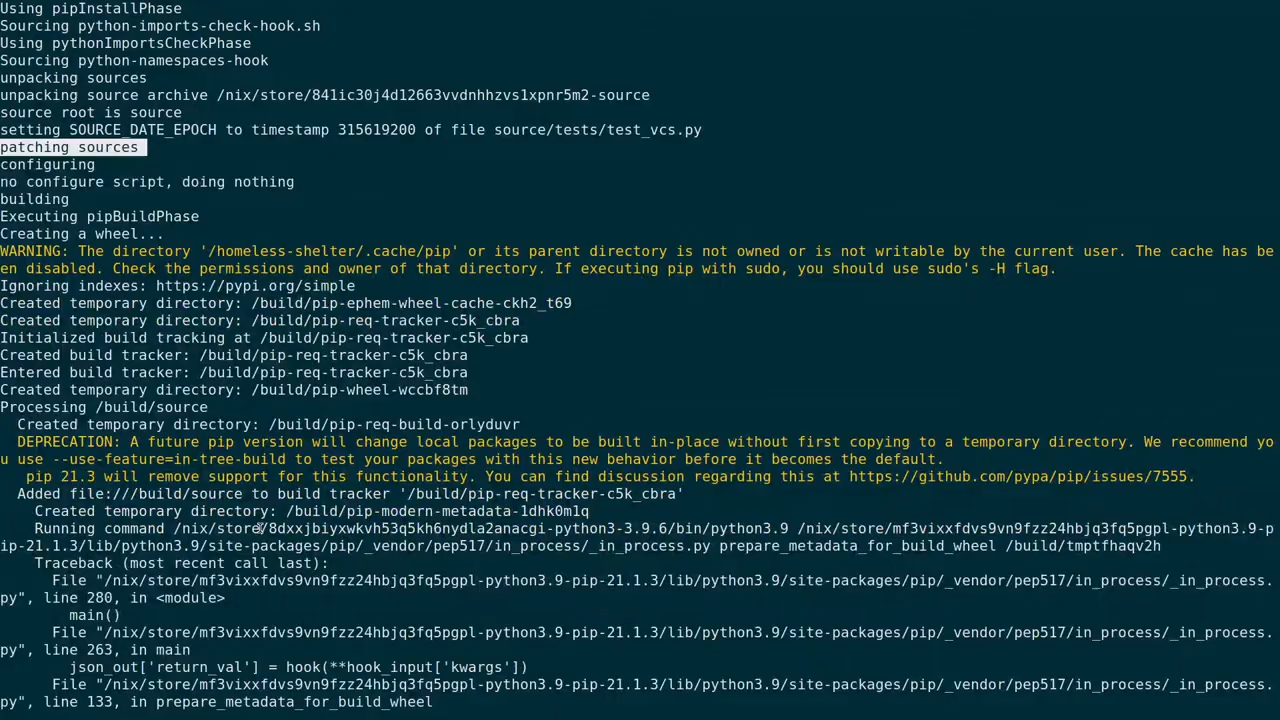 Using pipInstallPhase
Sourcing python-imports-check-hook.sh
Using pythonImportsCheckPhase
Sourcing python-namespaces-hook
unpacking sources
unpacking source archive /nix/store/841ic30j4d12663vvdnhhzvs1xpnr5m2-source
source root is source
setting SOURCE_DATE_EPOCH to timestamp 315619200 of file source/tests/test_vcs.py
patching sources
configuring
no configure script, doing nothing
building
Executing pipBuildPhase
Creating a wheel...
WARNING: The directory '/homeless-shelter/.cache/pip' or its parent directory is not owned or is not writable by the current user. The cache has be
en disabled. Check the permissions and owner of that directory. If executing pip with sudo, you should use sudo's -H flag.
Ignoring indexes: https://pypi.org/simple
Created temporary directory: /build/pip-ephem-wheel-cache-ckh2_t69
Created temporary directory: /build/pip-req-tracker-c5k_cbra
Initialized build tracking at /build/pip-req-tracker-c5k_cbra
Created build tracker: /build/pip-req-tracker-c5k_cbra
Entered build tracker: /build/pip-req-tracker-c5k_cbra
Created temporary directory: /build/pip-wheel-wccbf8tm
Processing /build/source
  Created temporary directory: /build/pip-req-build-orlyduvr
  DEPRECATION: A future pip version will change local packages to be built in-place without first copying to a temporary directory. We recommend yo
u use --use-feature=in-tree-build to test your packages with this new behavior before it becomes the default.
   pip 21.3 will remove support for this functionality. You can find discussion regarding this at https://github.com/pypa/pip/issues/7555.
  Added file:///build/source to build tracker '/build/pip-req-tracker-c5k_cbra'
    Created temporary directory: /build/pip-modern-metadata-1dhk0m1q
    Running command /nix/store/8dxxjbiyxwkvh53q5kh6nydla2anacgi-python3-3.9.6/bin/python3.9 /nix/store/mf3vixxfdvs9vn9fzz24hbjq3fq5pgpl-python3.9-p
ip-21.1.3/lib/python3.9/site-packages/pip/_vendor/pep517/in_process/_in_process.py prepare_metadata_for_build_wheel /build/tmptfhaqv2h
    Traceback (most recent call last):
      File "/nix/store/mf3vixxfdvs9vn9fzz24hbjq3fq5pgpl-python3.9-pip-21.1.3/lib/python3.9/site-packages/pip/_vendor/pep517/in_process/_in_process.
py", line 280, in <module>
        main()
      File "/nix/store/mf3vixxfdvs9vn9fzz24hbjq3fq5pgpl-python3.9-pip-21.1.3/lib/python3.9/site-packages/pip/_vendor/pep517/in_process/_in_process.
py", line 263, in main
        json_out['return_val'] = hook(**hook_input['kwargs'])
      File "/nix/store/mf3vixxfdvs9vn9fzz24hbjq3fq5pgpl-python3.9-pip-21.1.3/lib/python3.9/site-packages/pip/_vendor/pep517/in_process/_in_process.
py", line 133, in prepare_metadata_for_build_wheel